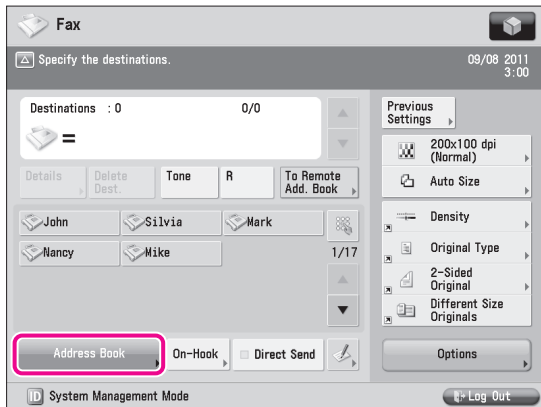 Fax
Specify the destinations.
09/08 2011
3:00
Destinations : 0 0/0
=
Previous
Settings
200x100 dpi
(Normal)
Auto Size
Details
Delete
Dest.
Tone
R
To Remote
Add. Book
John
Silvia
Mark
Nancy
Mike
1/17
Density
Original Type
2-Sided
Original
Different Size
Originals
Address Book
On-Hook
Direct Send
Options
ID System Management Mode
Log Out